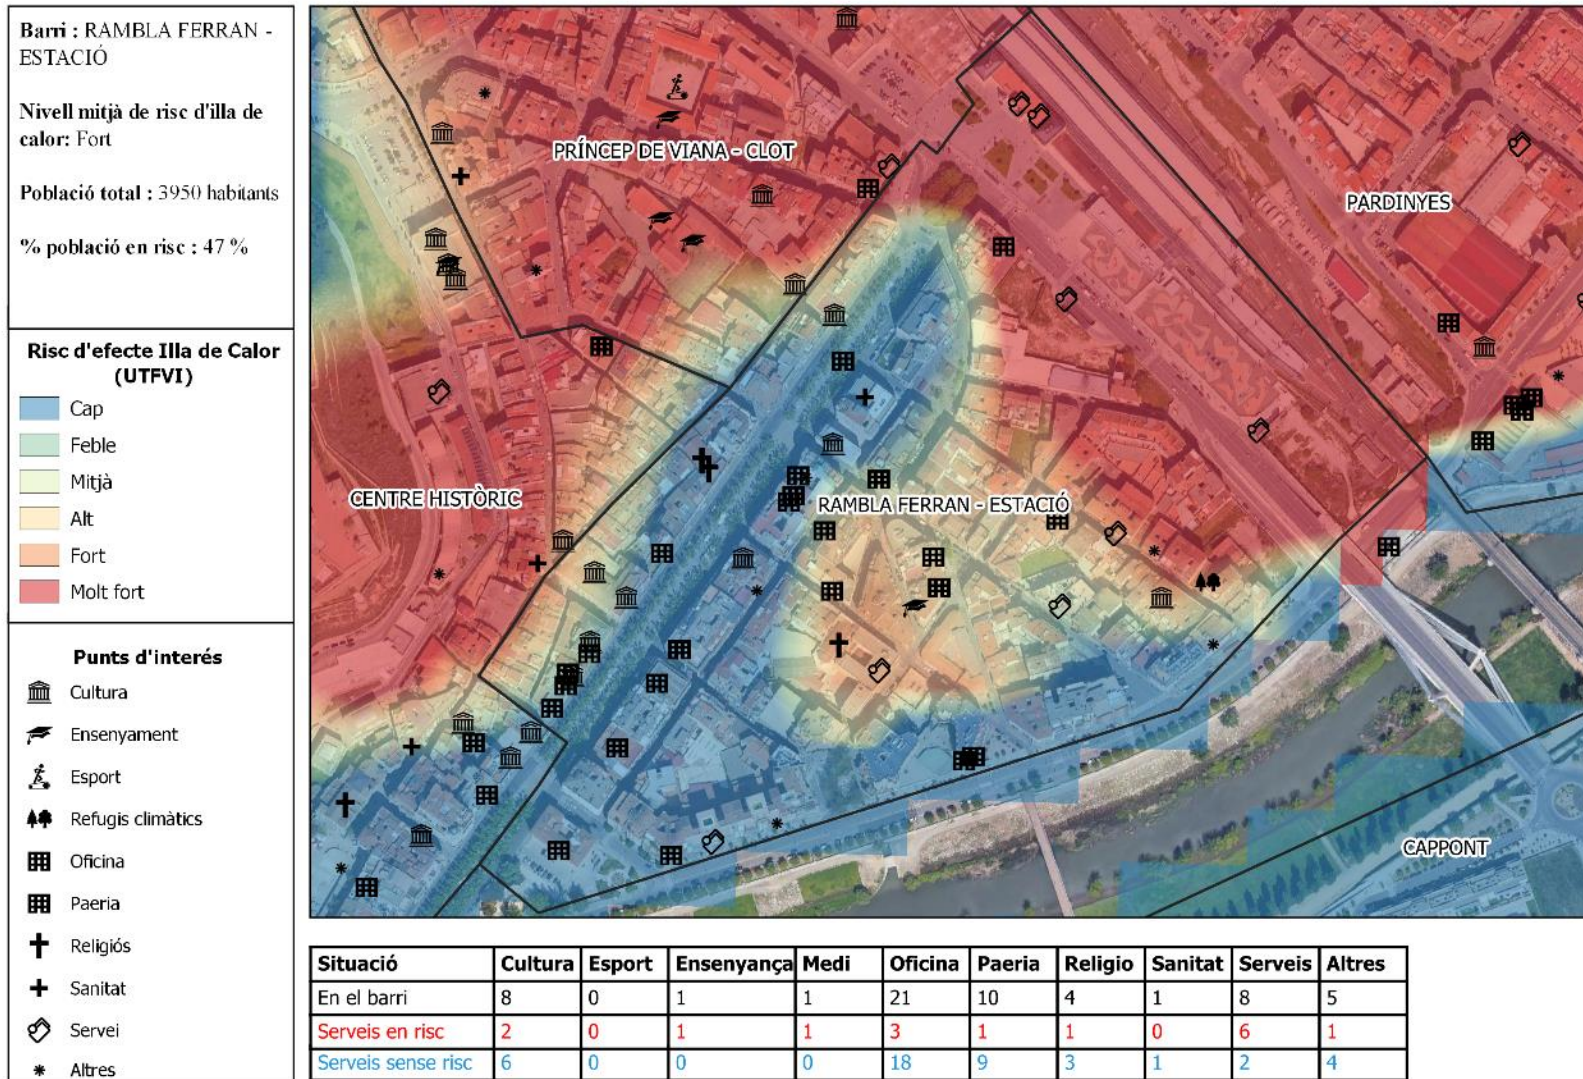 Barri : RAMBLA FERRAN -
ESTACIÓ
Nivell mitjà de risc d'illa de
calor: Fort
Població total : 3950 habitants
% població en risc : 47 %
Risc d'efecte Illa de Calor
(UTFVI)
Cap
Feble
Mitjà
Alt
Fort
Molt fort
Punts d'interés
Cultura
Ensenyament
Esport
Refugis climàtics
Oficina
Paeria
Religiós
Sanitat
Servei
Altres
PRÍNCEP DE VIANA - CLOT
PARDINYES
CENTRE HISTÒRIC
RAMBLA FERRAN - ESTACIÓ
CAPPONT
Situació Cultura Esport Ensenyança Medi Oficina Paeria Religio Sanitat Serveis Altres
En el barri 8 0 1 1 21 10 4 1 8 5
Serveis en risc 2 0 1 1 3 1 1 0 6 1
Serveis sense risc 6 0 0 0 18 9 3 1 2 4